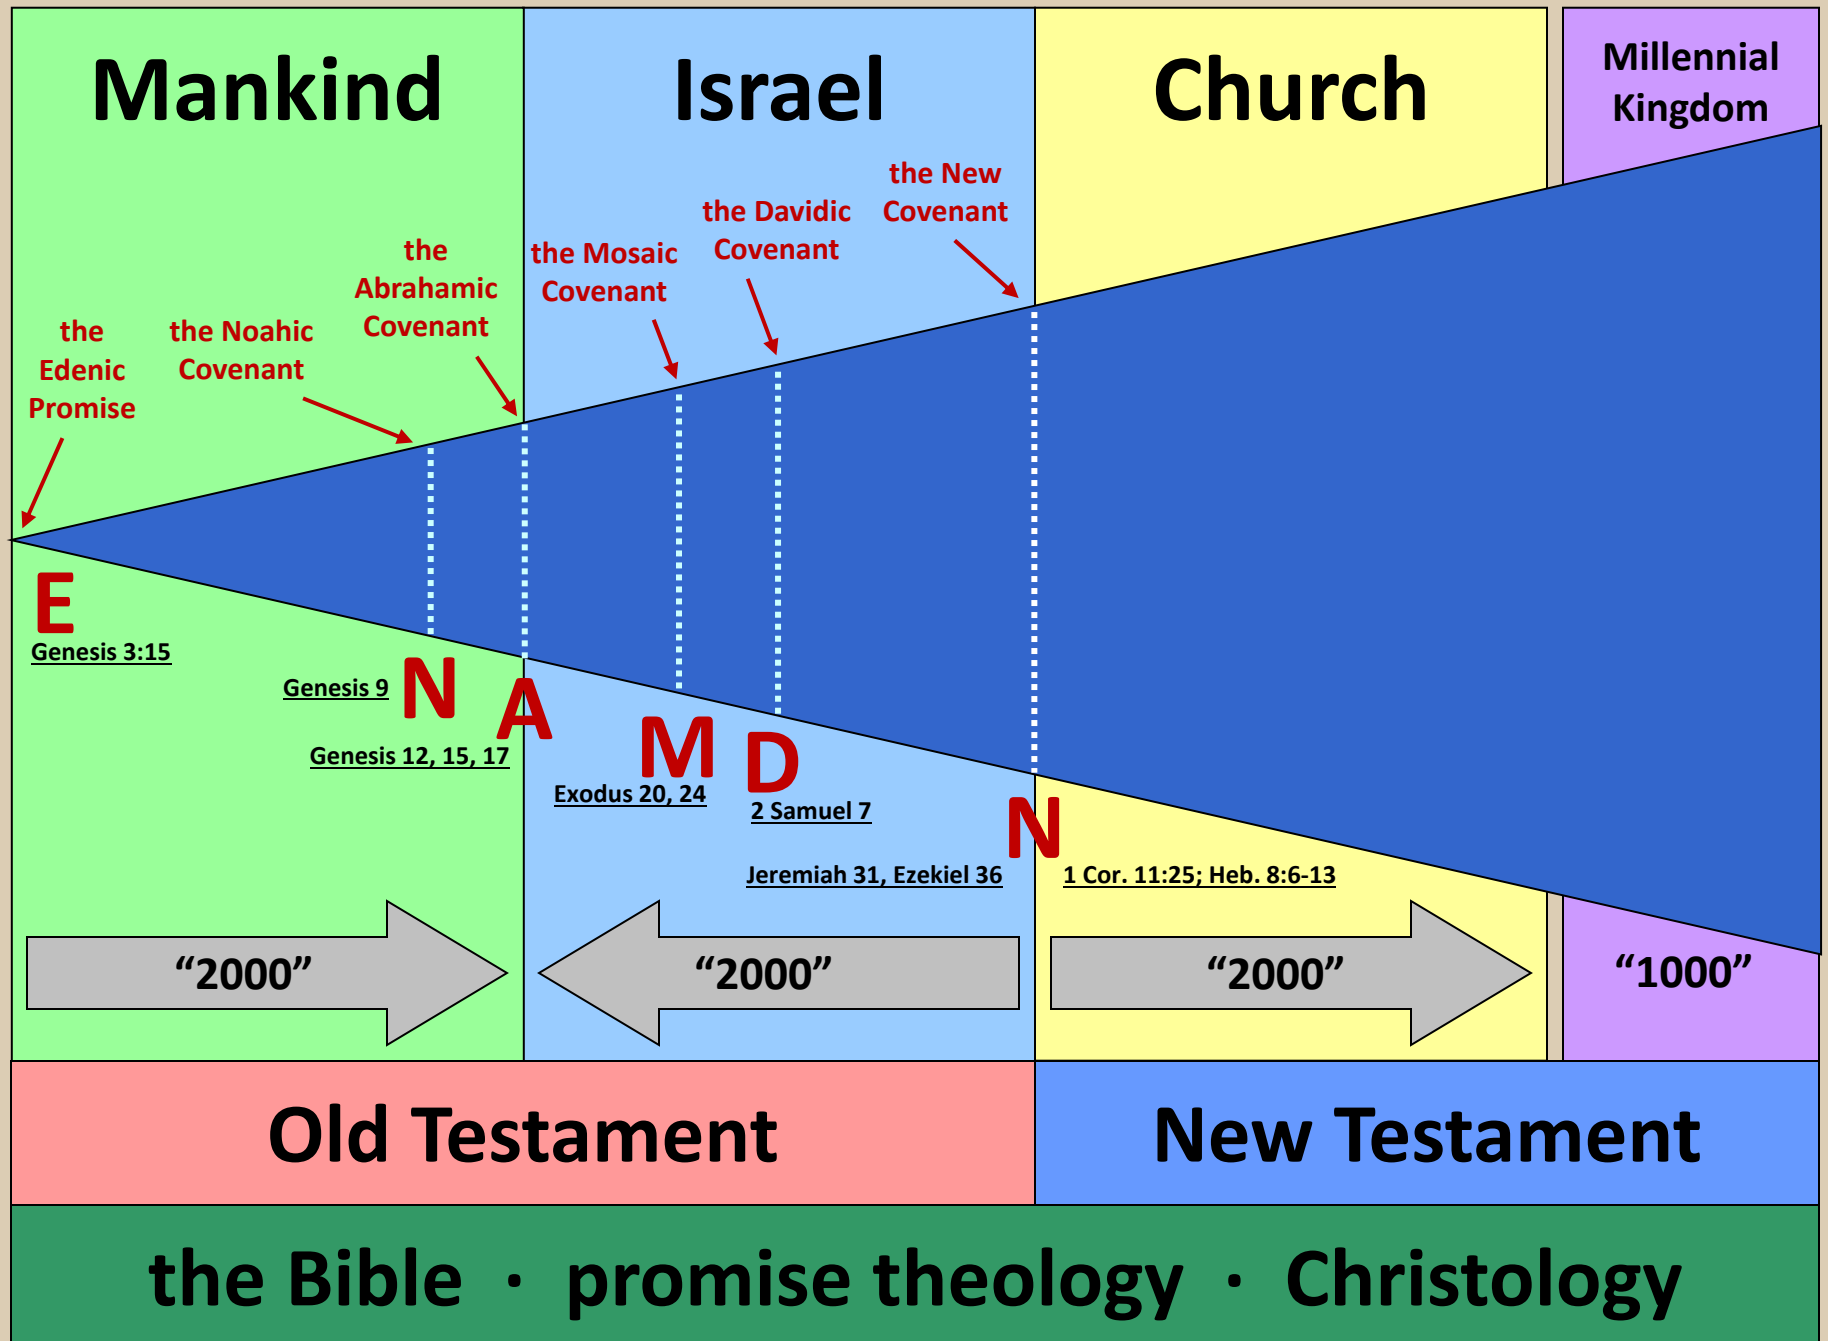 Mankind
Israel
Church
Millennial
Kingdom
the
Edenic
Promise
the Noahic
Covenant
the
Abrahamic
Covenant
the Mosaic
Covenant
the Davidic
Covenant
the New
Covenant
E
Genesis 3:15
Genesis 9
N
A
Genesis 12, 15, 17
M
Exodus 20, 24
D
2 Samuel 7
N
Jeremiah 31, Ezekiel 36
1 Cor. 11:25; Heb. 8:6-13
“2000”
“2000”
“2000”
“1000”
Old Testament
New Testament
the Bible · promise theology · Christology